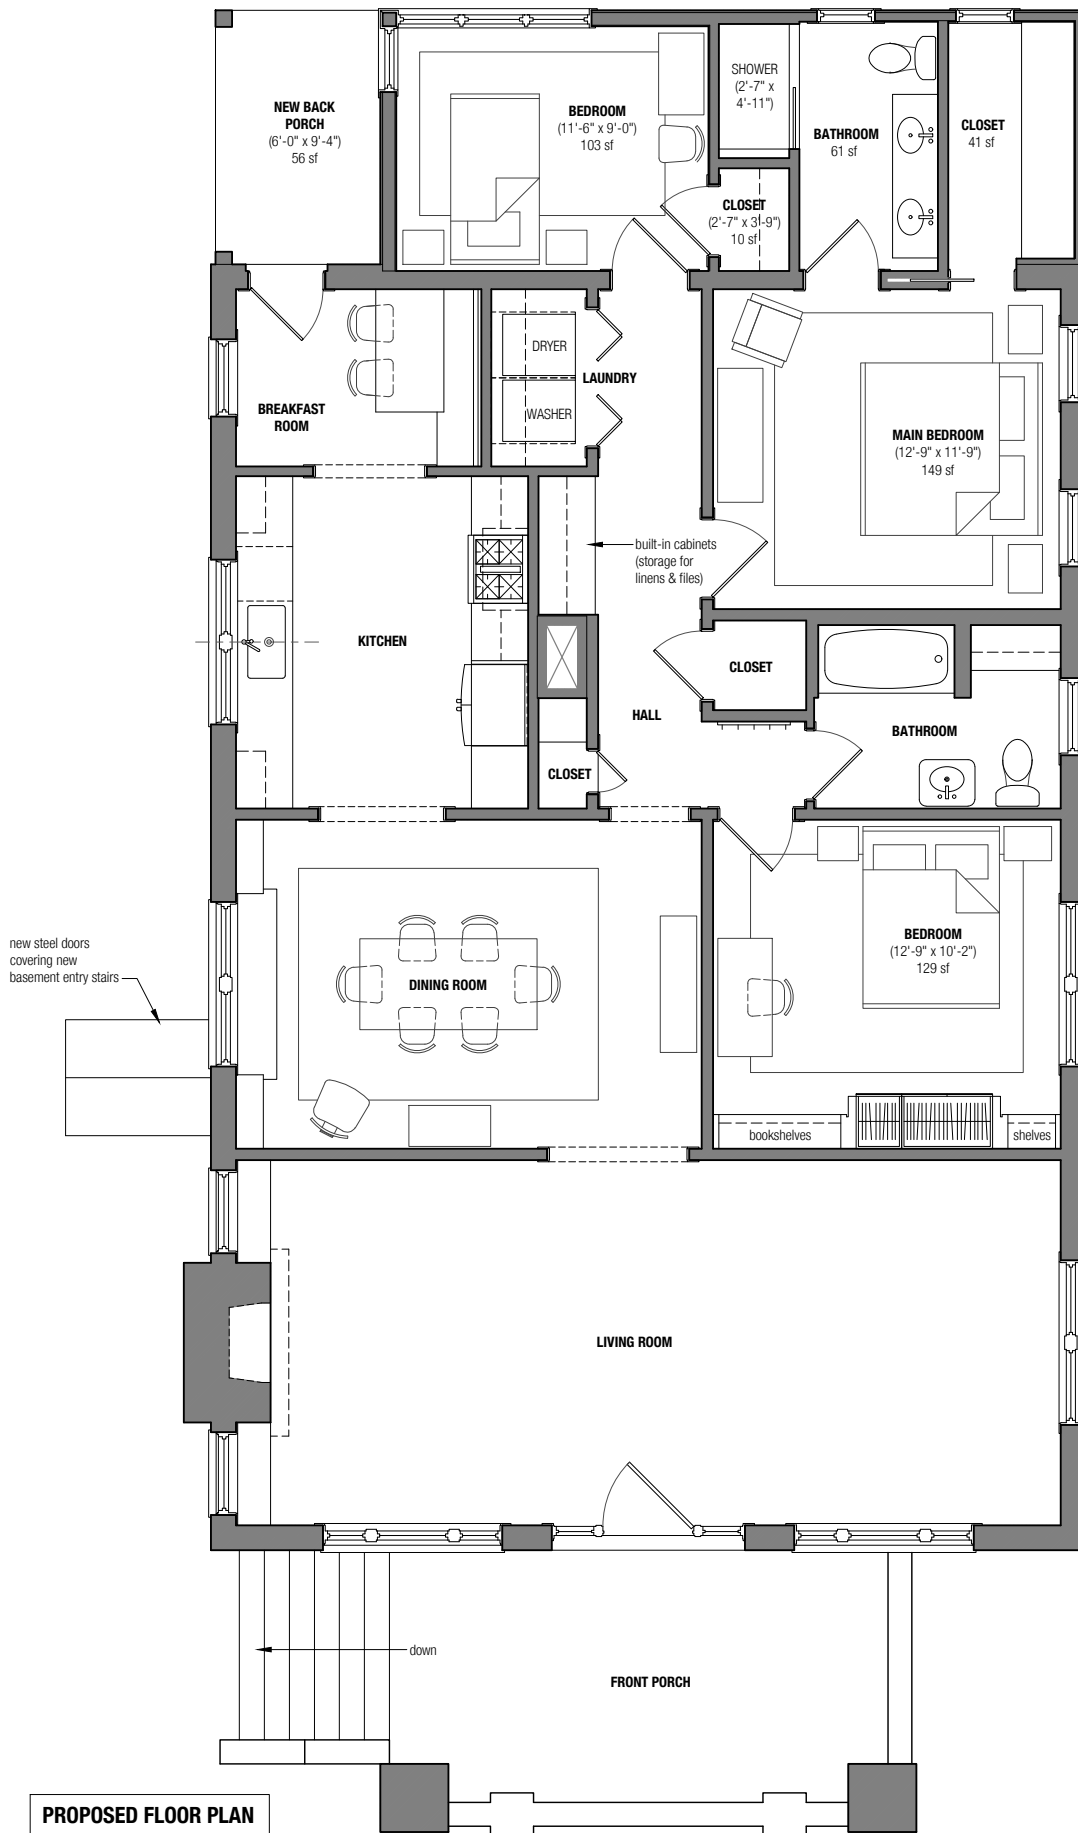 NEW BACK
PORCH
(6'-0" x 9'-4")
56 sf
BEDROOM
(11'-6" x 9'-0")
103 sf
SHOWER
(2'-7" x
4'-11")
BATHROOM
61 sf
CLOSET
41 sf
CLOSET
(2'-7" x 3'-9")
10 sf
DRYER
LAUNDRY
WASHER
BREAKFAST
ROOM
MAIN BEDROOM
(12'-9" x 11'-9")
149 sf
built-in cabinets
(storage for
linens & files)
KITCHEN
CLOSET
HALL
BATHROOM
CLOSET
new steel doors
covering new
basement entry stairs
DINING ROOM
BEDROOM
(12'-9" x 10'-2")
129 sf
bookshelves
shelves
LIVING ROOM
down
FRONT PORCH
PROPOSED FLOOR PLAN